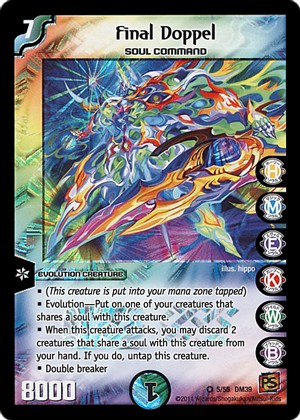 7
Final Doppel
SOUL COMMAND
H
M
E
K
W
B
illus. hippo
EVOLUTION CREATURE
• (This creature is put into your mana zone tapped)
• Evolution—Put on one of your creatures
that shares a soul with this creature.
• When this creature attacks, you may discard 2
creatures that share a soul with this creature from
your hand. If you do, untap this creature.
• Double breaker
8000
1
5/55 DM39
PS
©2011 Wizards/Shogakukan/Mitsui-Kids